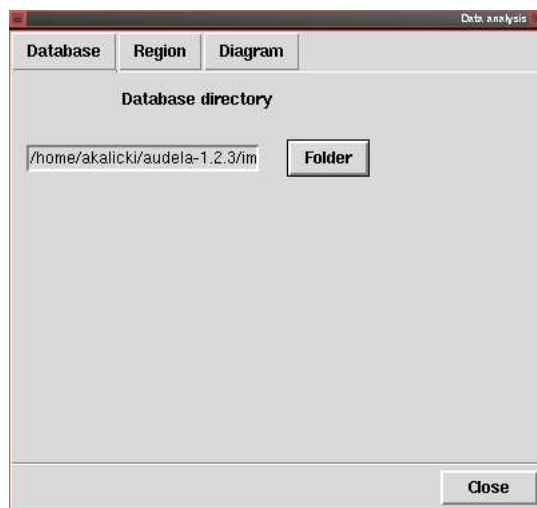 Data analysis
Database Region Diagram
Database directory
/home/akalicki/audela-1.2.3/im Folder
Close